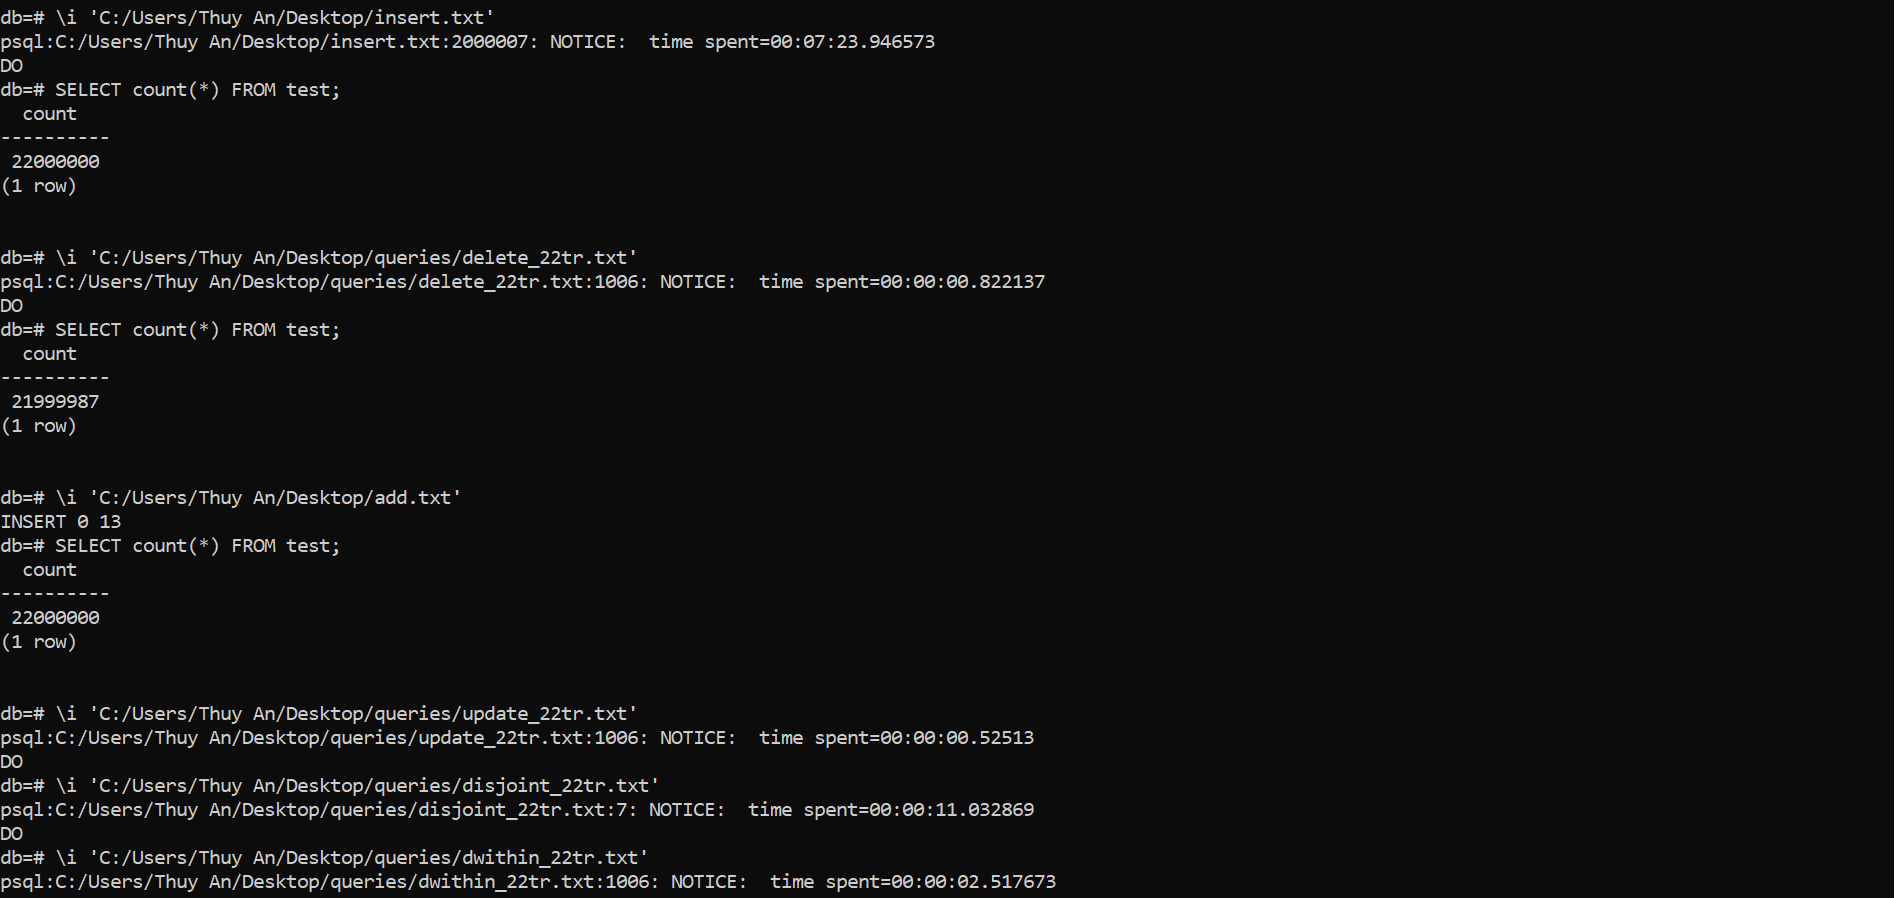 db=# \i 'C:/Users/Thuy An/Desktop/insert.txt'
psql:C:/Users/Thuy An/Desktop/insert.txt:2000007: NOTICE:  time spent=00:07:23.946573
DO
db=# SELECT count(*) FROM test;
  count
----------
 22000000
(1 row)
db=# \i 'C:/Users/Thuy An/Desktop/queries/delete_22tr.txt'
psql:C:/Users/Thuy An/Desktop/queries/delete_22tr.txt:1006: NOTICE:  time spent=00:00:00.822137
DO
db=# SELECT count(*) FROM test;
  count
----------
 21999987
(1 row)
db=# \i 'C:/Users/Thuy An/Desktop/add.txt'
INSERT 0 13
db=# SELECT count(*) FROM test;
  count
----------
 22000000
(1 row)
db=# \i 'C:/Users/Thuy An/Desktop/queries/update_22tr.txt'
psql:C:/Users/Thuy An/Desktop/queries/update_22tr.txt:1006: NOTICE:  time spent=00:00:00.52513
DO
db=# \i 'C:/Users/Thuy An/Desktop/queries/disjoint_22tr.txt'
psql:C:/Users/Thuy An/Desktop/queries/disjoint_22tr.txt:7: NOTICE:  time spent=00:00:11.032869
DO
db=# \i 'C:/Users/Thuy An/Desktop/queries/dwithin_22tr.txt'
psql:C:/Users/Thuy An/Desktop/queries/dwithin_22tr.txt:1006: NOTICE:  time spent=00:00:02.517673